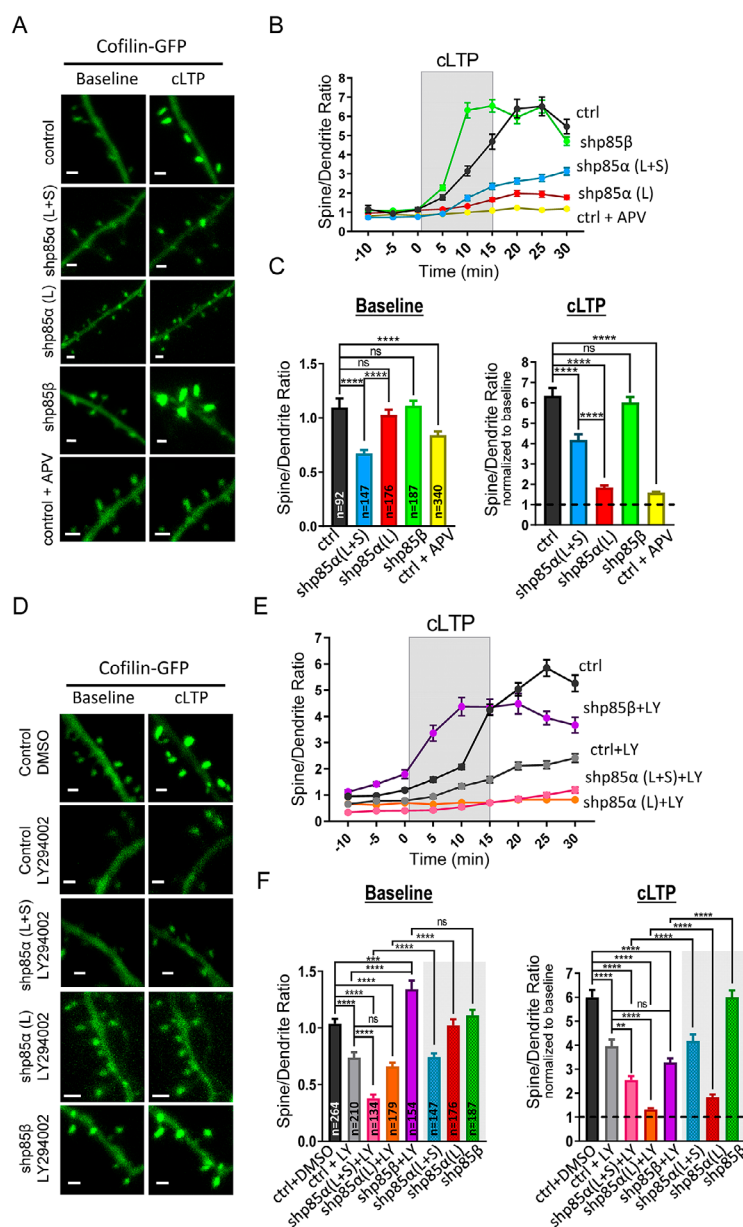 A
Cofilin-GFP
Baseline cLTP
control
shp85α (L+S)
shp85α (L)
shp85β
control + APV
B
cLTP
Spine/Dendrite Ratio
8
7
6
5
4
3
2
1
0
-10 -5 0 5 10 15 20 25 30
Time (min)
ctrl
shp85β
shp85α (L+S)
shp85α (L)
ctrl + APV
C
Baseline
Spine/Dendrite Ratio
1.5
1.0
0.5
0.0
****
ns
ns
**** ****
n=92
n=147
n=176
n=187
n=340
ctrl
shp85α(L+S)
shp85α(L)
shp85β
ctrl + APV
cLTP
Spine/Dendrite Ratio
normalized to baseline
8
7
6
5
4
3
2
1
0
****
ns
****
****
****
ctrl
shp85α(L+S)
shp85α(L)
shp85β
ctrl + APV
D
Cofilin-GFP
Baseline cLTP
Control
DMSO
Control
LY294002
shp85α (L+S)
LY294002
shp85α (L)
LY294002
shp85β
LY294002
E
cLTP
Spine/Dendrite Ratio
7
6
5
4
3
2
1
0
-10 -5 0 5 10 15 20 25 30
Time (min)
ctrl
shp85β+LY
ctrl+LY
shp85α (L+S)+LY
shp85α (L)+LY
F
Baseline
Spine/Dendrite Ratio
1.5
1.0
0.5
0.0
ns
****
****
***
****
****
ns
****
****
n=264
n=210
n=134
n=179
n=154
n=147
n=176
n=187
ctrl+DMSO
ctrl + LY
shp85α(L+S)+LY
shp85α(L)+LY
shp85β+LY
shp85α(L+S)
shp85α(L)
shp85β
cLTP
Spine/Dendrite Ratio
normalized to baseline
7
6
5
4
3
2
1
0
****
****
****
****
****
ns
****
****
**
ctrl+DMSO
ctrl + LY
shp85α(L+S)+LY
shp85α(L)+LY
shp85β+LY
shp85α(L+S)
shp85α(L)
shp85β